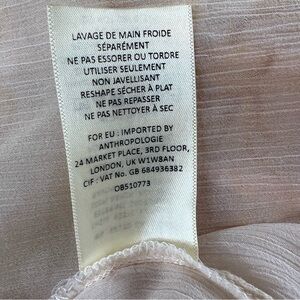 LAVAGE DE MAIN FROIDE
SÉPARÉMENT
NE PAS ESSORER OU TORDRE
UTILISER SEULEMENT
NON JAVELLISANT
RESHAPE SÉCHER À PLAT
NE PAS REPASSER
NE PAS NETTOYER À SEC
FOR EU : IMPORTED BY
ANTHROPOLOGIE
24 MARKET PLACE, 3RD FLOOR,
LONDON, UK W1W8AN
CIF : VAT No. GB 684936382
OB510773